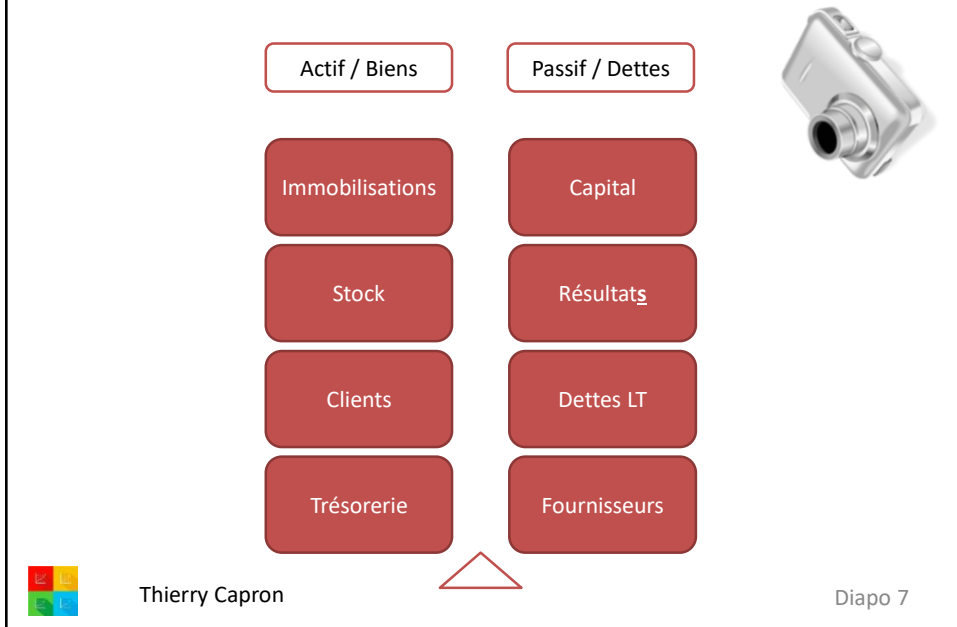 Actif / Biens
Passif / Dettes
Immobilisations
Capital
Stock
Résultats
Clients
Dettes LT
Trésorerie
Fournisseurs
Thierry Capron
Diapo 7